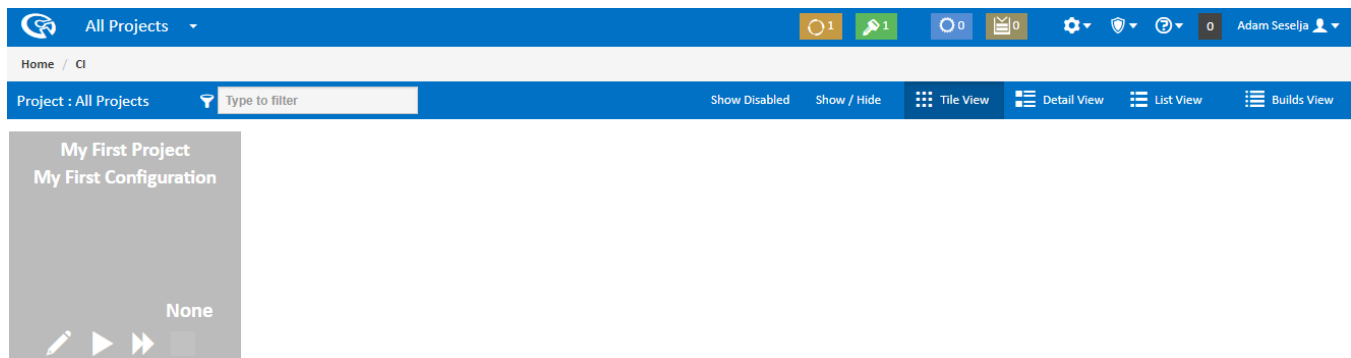 All Projects
1
1
0
0
0
Adam Seselja
Home / CI
Project : All Projects
Type to filter
Show Disabled
Show / Hide
Tile View
Detail View
List View
Builds View
My First Project
My First Configuration
None